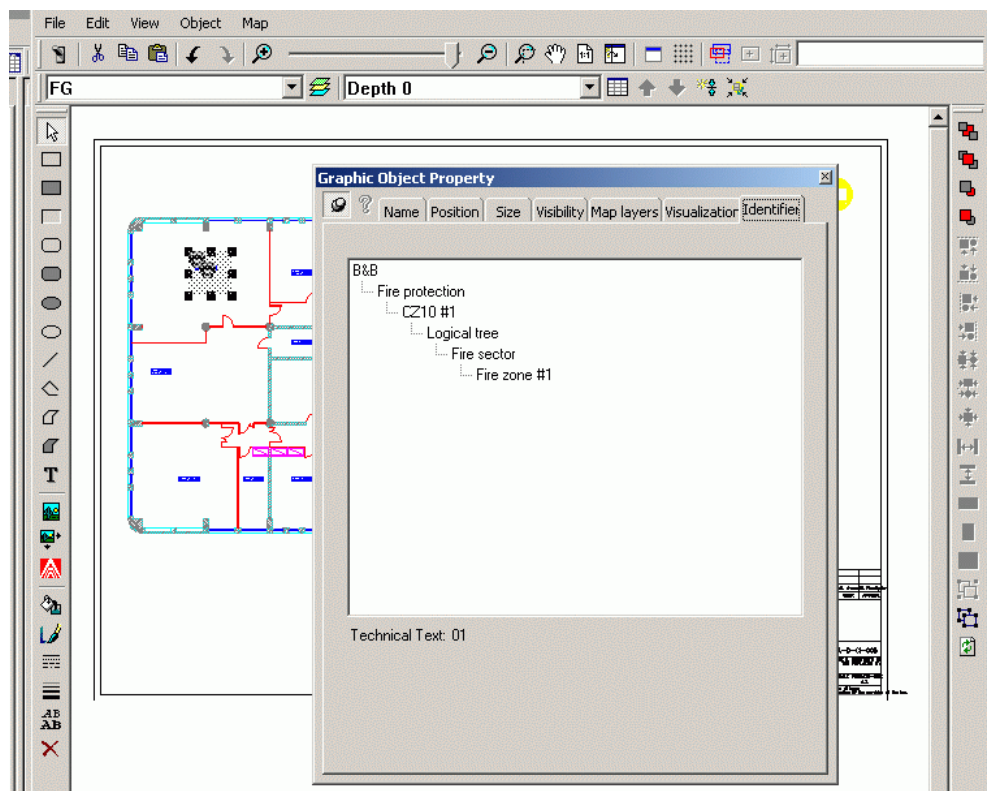 File Edit View Object Map
FG Depth 0
Graphic Object Property
Name Position Size Visibility Map layers Visualization Identifier
B&B
Fire protection
CZ10 #1
Logical tree
Fire sector
Fire zone #1
Technical Text: 01
T
AB
AB